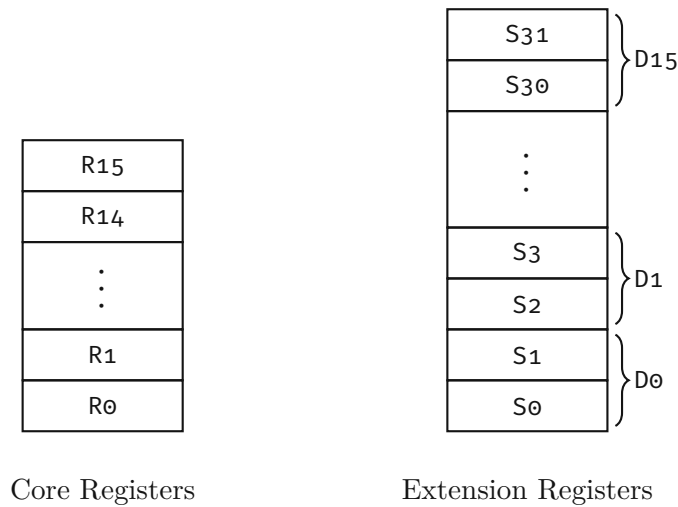 S31
D15
S30
R15
R14
S3
D1
S2
R1
S1
D0
R0
S0
Core Registers
Extension Registers